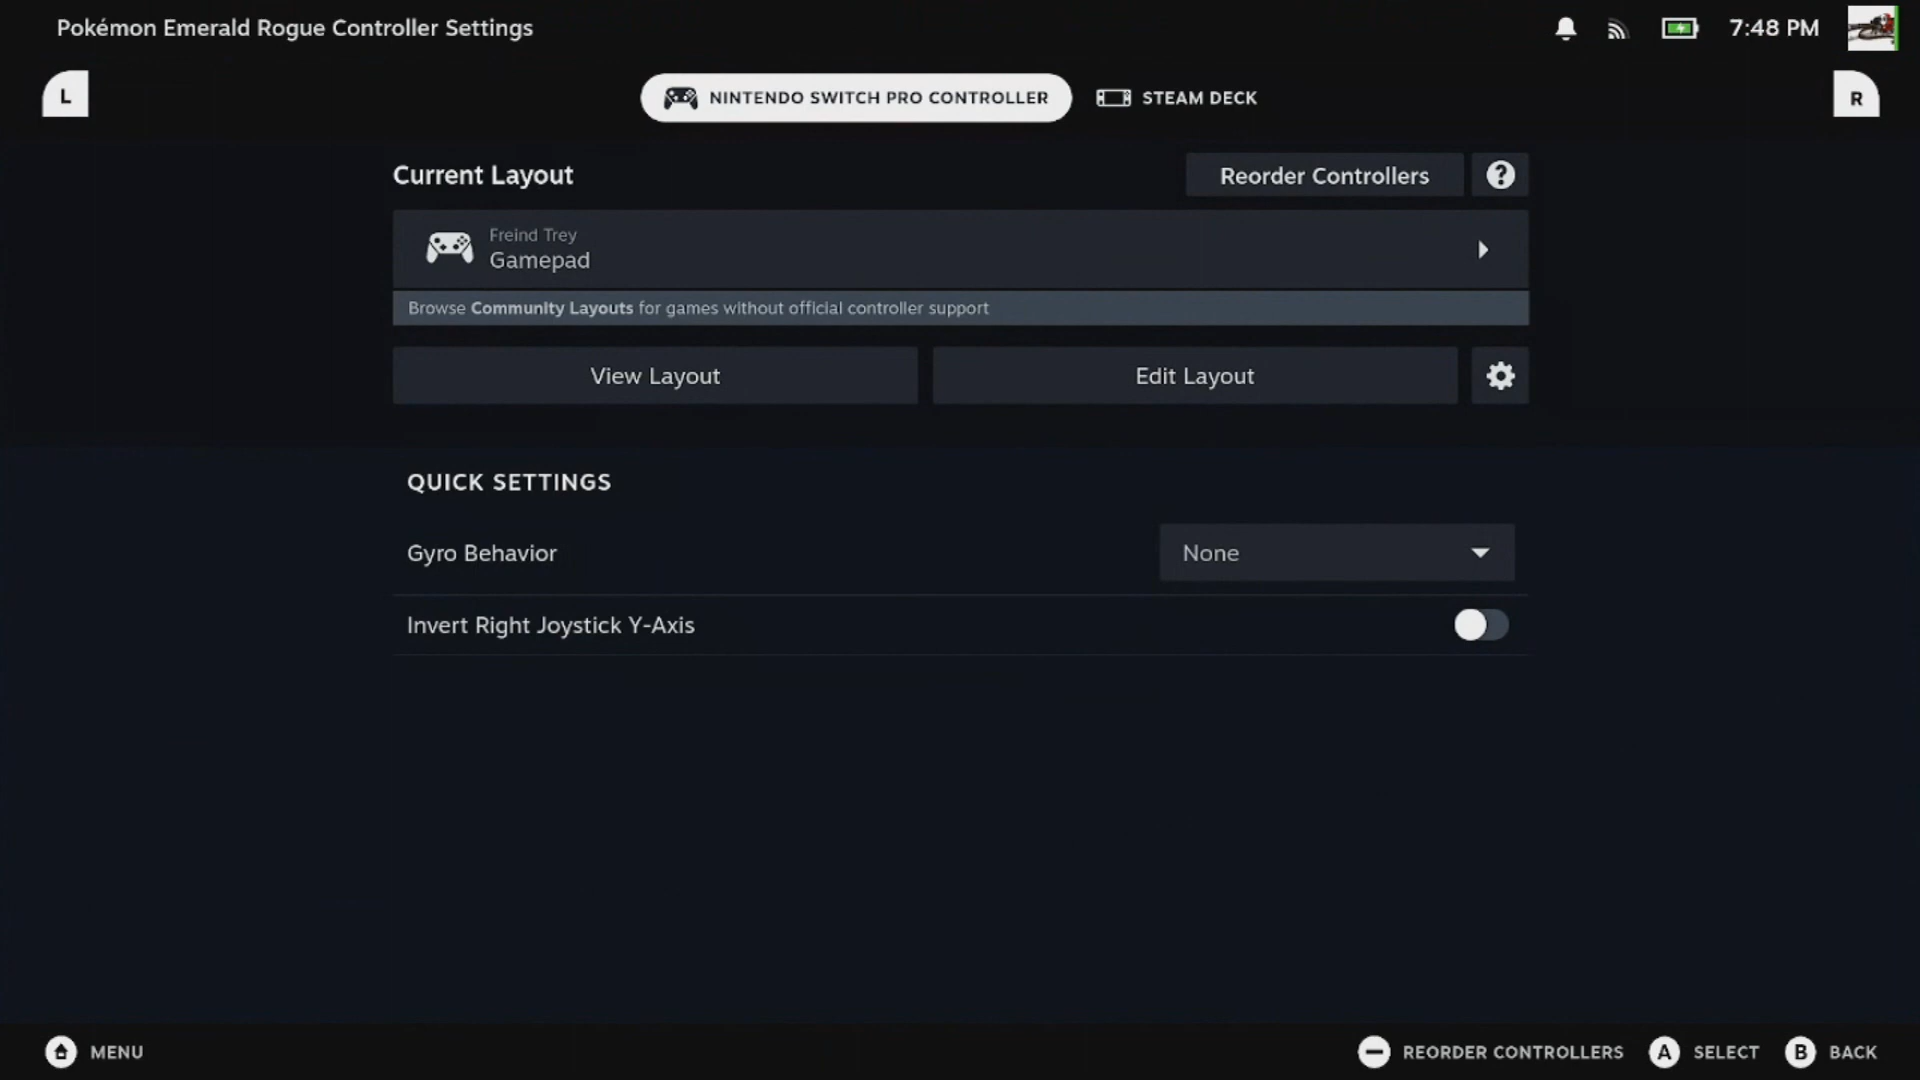 Pokémon Emerald Rogue Controller Settings
7:48 PM
L
NINTENDO SWITCH PRO CONTROLLER
STEAM DECK
R
Current Layout
Reorder Controllers
?
Freind Trey
Gamepad
Browse Community Layouts for games without official controller support
View Layout
Edit Layout
QUICK SETTINGS
Gyro Behavior
None
Invert Right Joystick Y-Axis
MENU
REORDER CONTROLLERS
A SELECT
B BACK